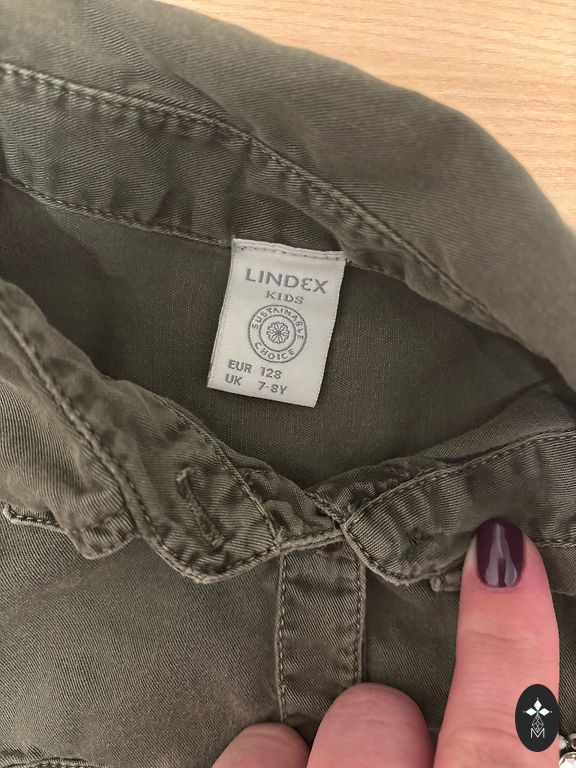 LINDEX
KIDS
SUSTAINABLE
CHOICE
EUR 128
UK 7-8Y
M